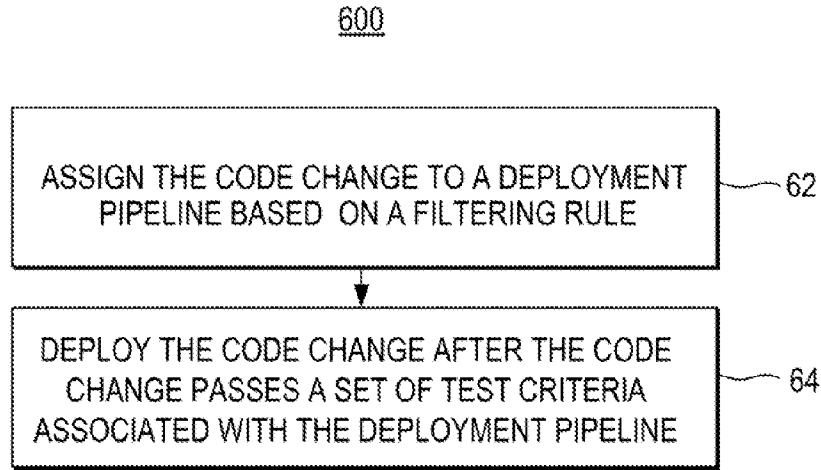 600
ASSIGN THE CODE CHANGE TO A DEPLOYMENT
PIPELINE BASED ON A FILTERING RULE
62
DEPLOY THE CODE CHANGE AFTER THE CODE
CHANGE PASSES A SET OF TEST CRITERIA
ASSOCIATED WITH THE DEPLOYMENT PIPELINE
64